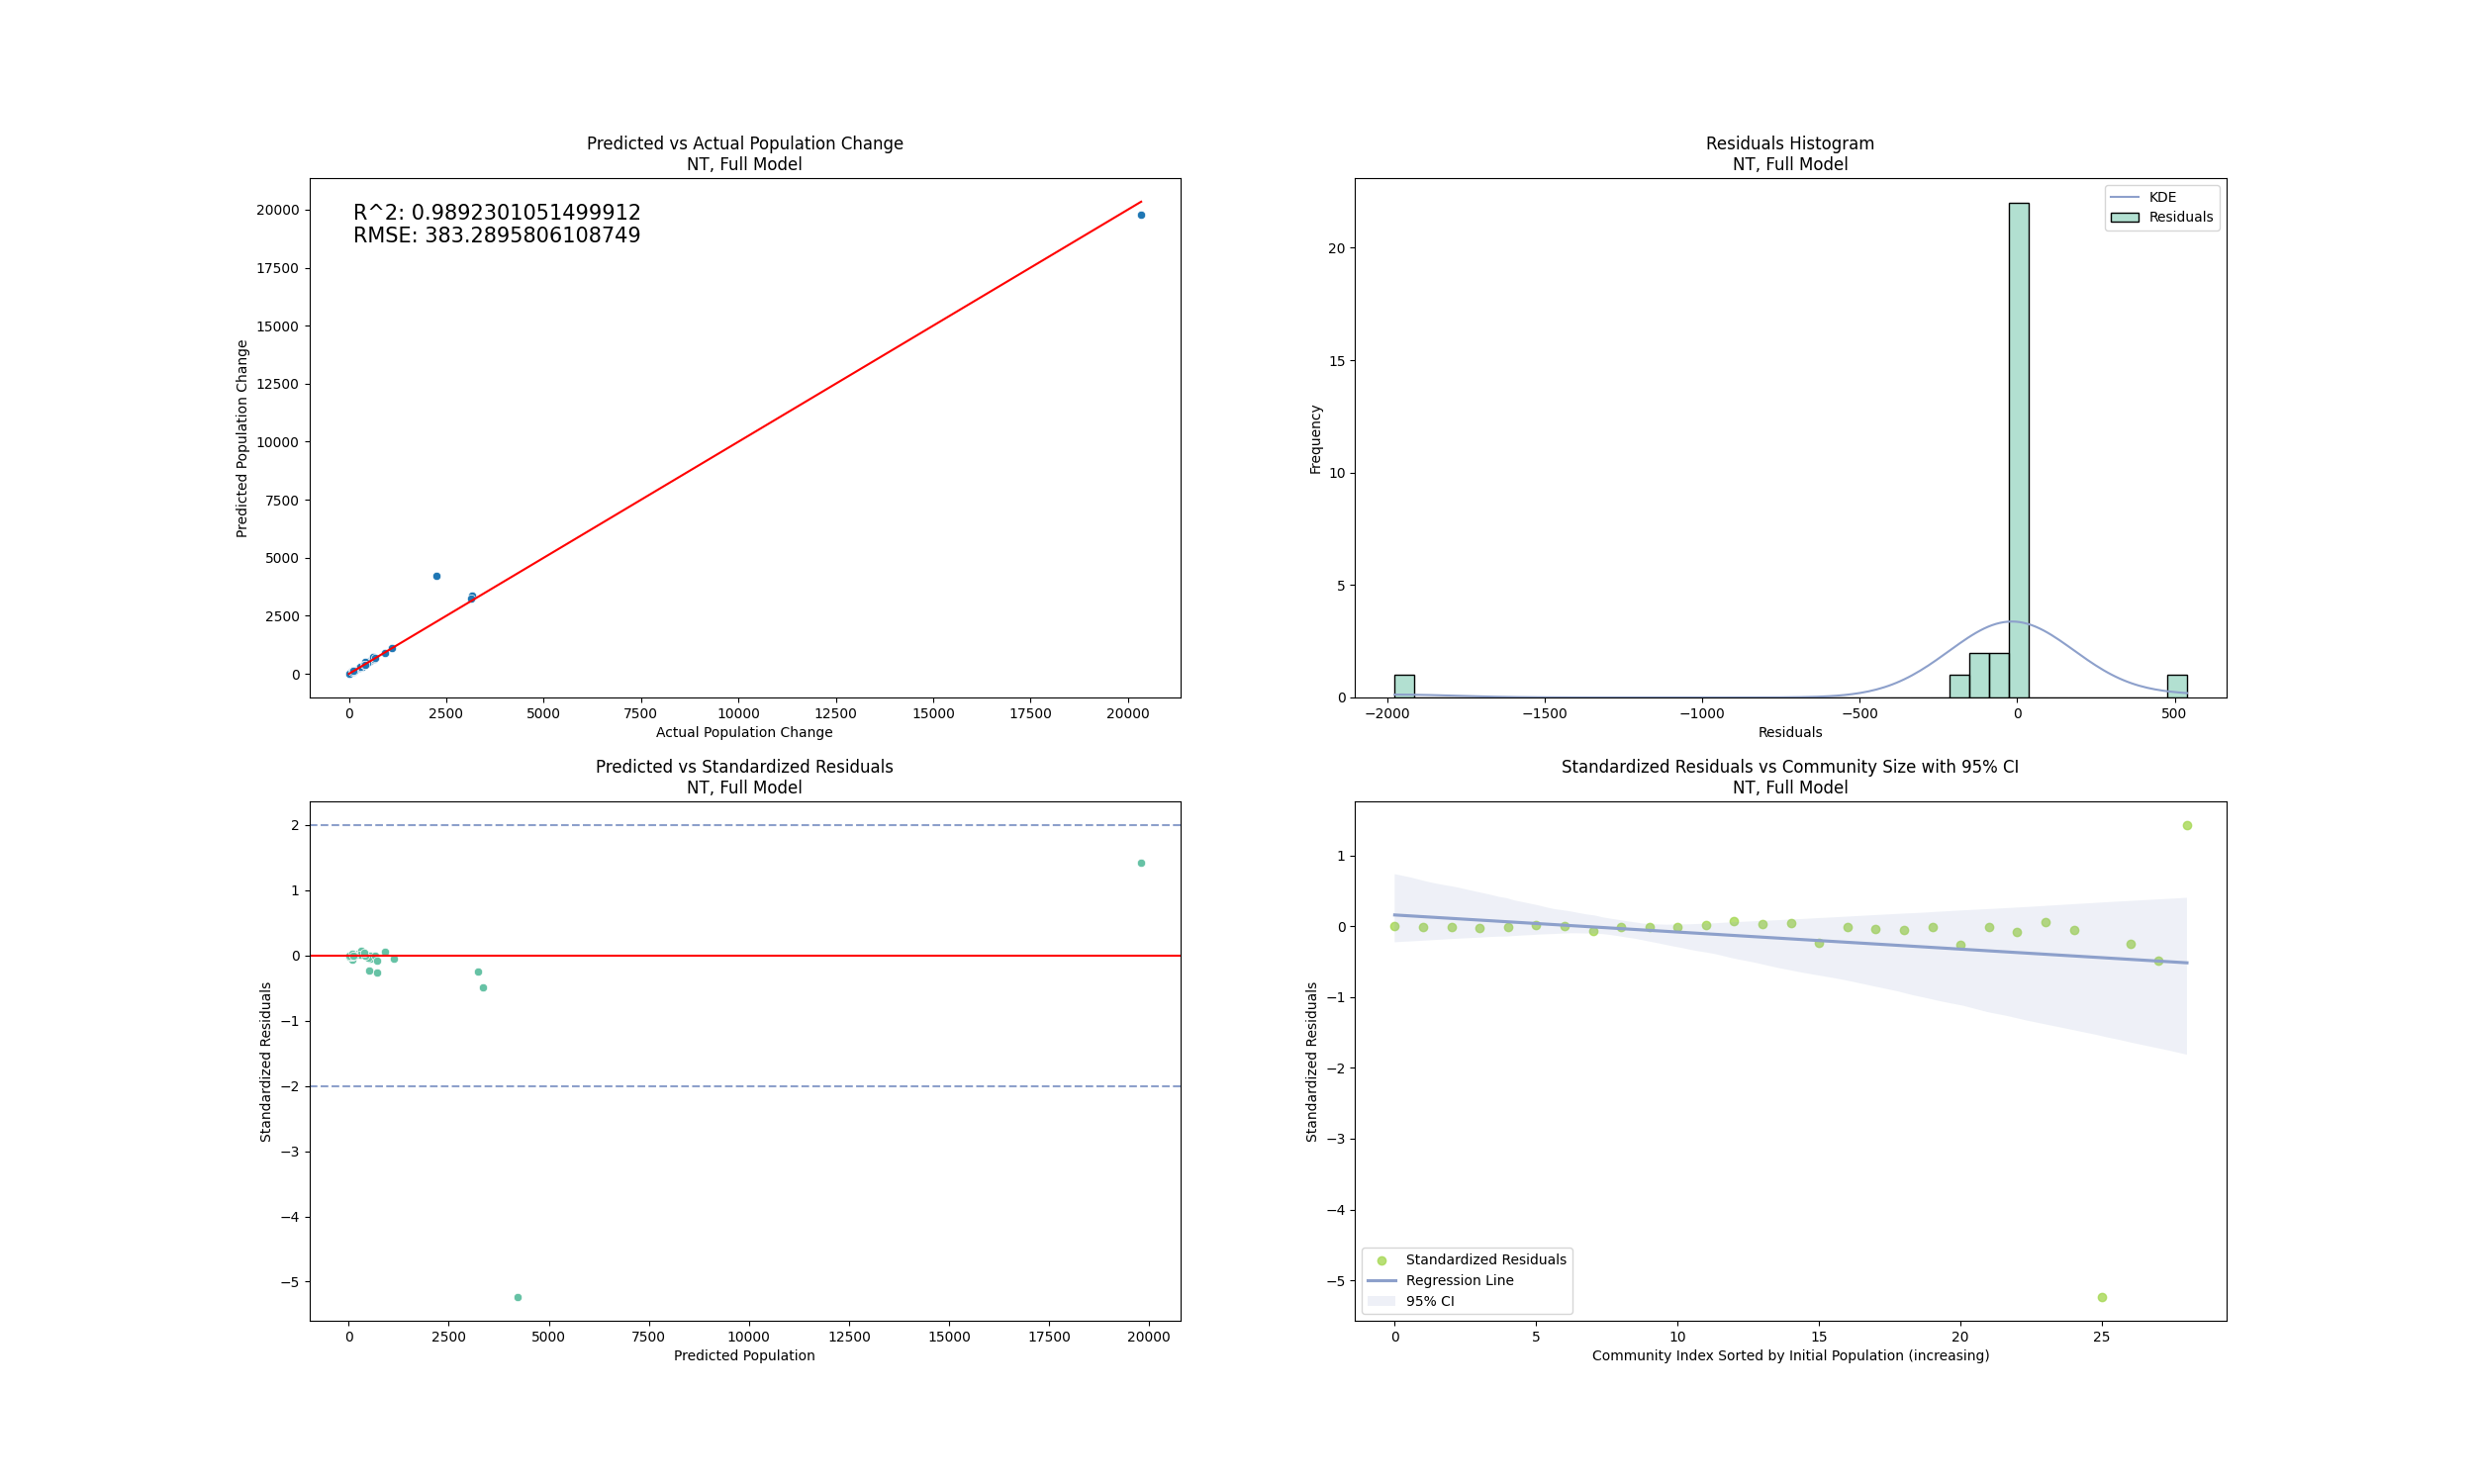 Predicted vs Actual Population Change
NT, Full Model
R^2: 0.9892301051499912
RMSE: 383.2895806108749
20000
17500
15000
12500
10000
7500
5000
2500
0
Predicted Population Change
0 2500 5000 7500 10000 12500 15000 17500 20000
Actual Population Change
Residuals Histogram
NT, Full Model
KDE
Residuals
20
15
10
5
0
Frequency
−2000 −1500 −1000 −500 0 500
Residuals
Predicted vs Standardized Residuals
NT, Full Model
2
1
0
−1
−2
−3
−4
−5
Standardized Residuals
0 2500 5000 7500 10000 12500 15000 17500 20000
Predicted Population
Standardized Residuals vs Community Size with 95% CI
NT, Full Model
1
0
−1
−2
−3
−4
−5
Standardized Residuals
Standardized Residuals
Regression Line
95% CI
0 5 10 15 20 25
Community Index Sorted by Initial Population (increasing)